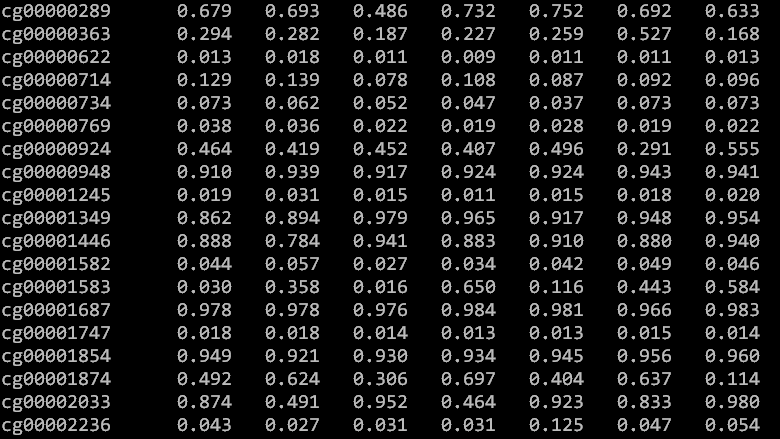 cg00000289 0.679 0.693 0.486 0.732 0.752 0.692 0.633
cg00000363 0.294 0.282 0.187 0.227 0.259 0.527 0.168
cg00000622 0.013 0.018 0.011 0.009 0.011 0.011 0.013
cg00000714 0.129 0.139 0.078 0.108 0.087 0.092 0.096
cg00000734 0.073 0.062 0.052 0.047 0.037 0.073 0.073
cg00000769 0.038 0.036 0.022 0.019 0.028 0.019 0.022
cg00000924 0.464 0.419 0.452 0.407 0.496 0.291 0.555
cg00000948 0.910 0.939 0.917 0.924 0.924 0.943 0.941
cg00001245 0.019 0.031 0.015 0.011 0.015 0.018 0.020
cg00001349 0.862 0.894 0.979 0.965 0.917 0.948 0.954
cg00001446 0.888 0.784 0.941 0.883 0.910 0.880 0.940
cg00001582 0.044 0.057 0.027 0.034 0.042 0.049 0.046
cg00001583 0.030 0.358 0.016 0.650 0.116 0.443 0.584
cg00001687 0.978 0.978 0.976 0.984 0.981 0.966 0.983
cg00001747 0.018 0.018 0.014 0.013 0.013 0.015 0.014
cg00001854 0.949 0.921 0.930 0.934 0.945 0.956 0.960
cg00001874 0.492 0.624 0.306 0.697 0.404 0.637 0.114
cg00002033 0.874 0.491 0.952 0.464 0.923 0.833 0.980
cg00002236 0.043 0.027 0.031 0.031 0.125 0.047 0.054